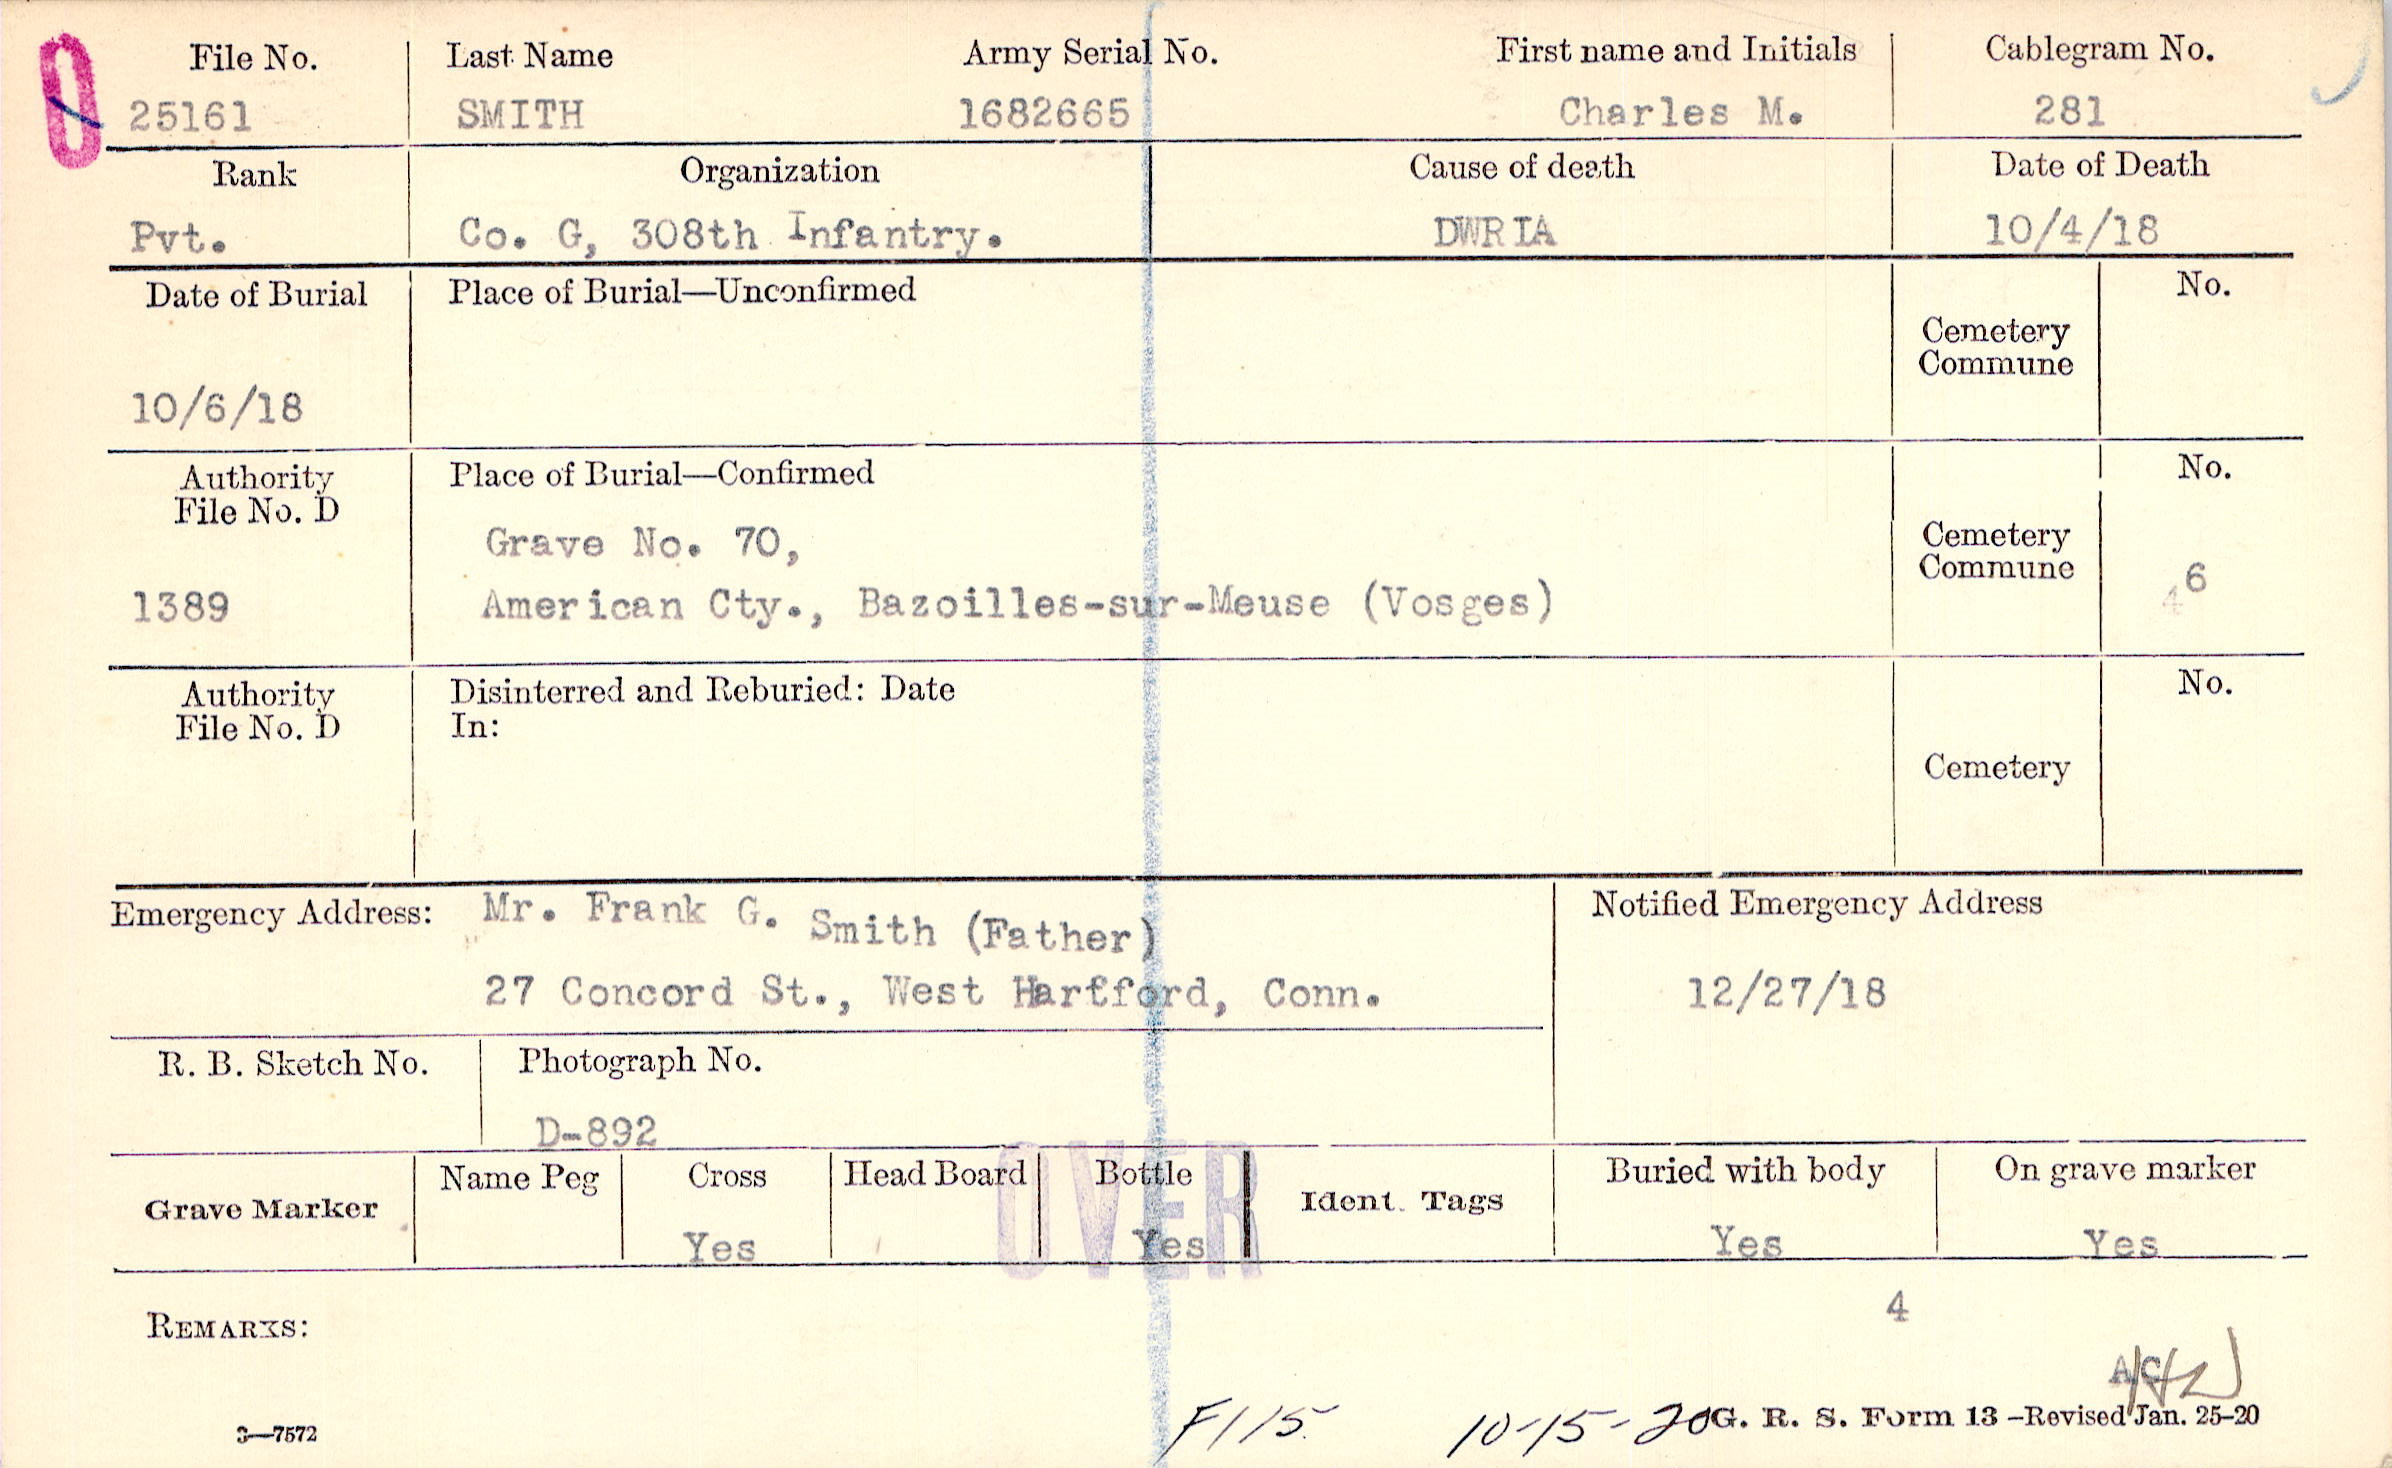 File No. Last Name Army Serial No. First name and Initials Cablegram No.
25161 SMITH 1682665 Charles M. 281
Rank Organization Cause of death Date of Death
Pvt. Co. G, 308th Infantry. DWRIA 10/4/18
Date of Burial Place of Burial—Unconfirmed No.
Cemetery
Commune
10/6/18
Authority Place of Burial—Confirmed No.
File No. D
Grave No. 70, Cemetery
Commune 6
1389 American Cty., Bazoilles-sur-Meuse (Vosges) 4
Authority Disinterred and Reburied: Date No.
File No. D In:
Cemetery
Emergency Address: Mr. Frank G. Smith (Father) Notified Emergency Address
27 Concord St., West Hartford, Conn. 12/27/18
R. B. Sketch No. Photograph No.
D-892
OVER
Grave Marker Name Peg Cross Head Board Bottle Ident. Tags Buried with body On grave marker
Yes Yes Yes Yes
4
REMARKS:
AC
F115 10-15-20 G. R. S. Form 13—Revised Jan. 25-20
3—7572